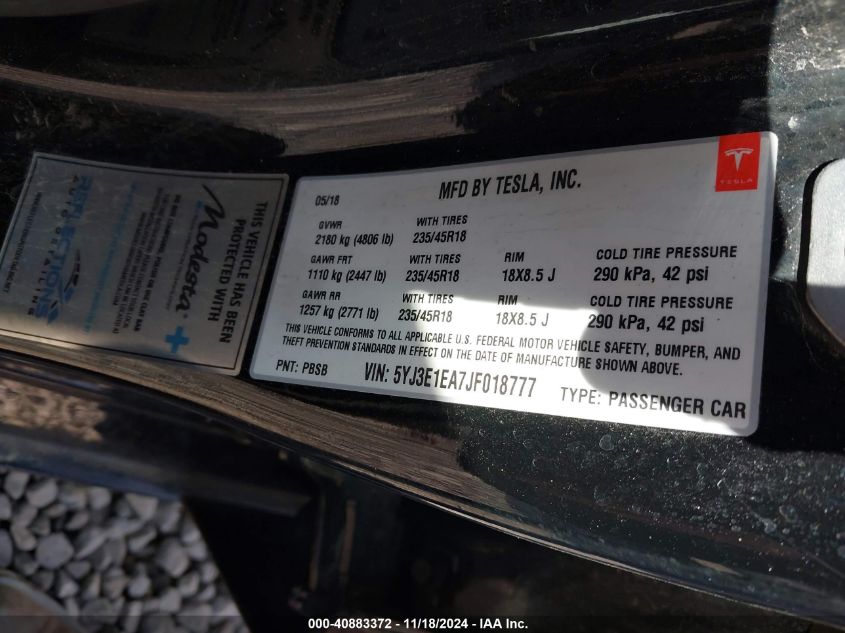 MFD BY TESLA, INC.
TESLA
05/18
GVWR
2180 kg (4806 lb)
WITH TIRES
235/45R18
GAWR FRT
1110 kg (2447 lb)
WITH TIRES
235/45R18
RIM
18X8.5 J
COLD TIRE PRESSURE
290 kPa, 42 psi
GAWR RR
1257 kg (2771 lb)
WITH TIRES
235/45R18
RIM
18X8.5 J
COLD TIRE PRESSURE
290 kPa, 42 psi
THIS VEHICLE CONFORMS TO ALL APPLICABLE U.S. FEDERAL MOTOR VEHICLE SAFETY, BUMPER, AND
THEFT PREVENTION STANDARDS IN EFFECT ON THE DATE OF MANUFACTURE SHOWN ABOVE.
PNT: PBSB
VIN: 5YJ3E1EA7JF018777
TYPE: PASSENGER CAR
THIS VEHICLE HAS BEEN
PROTECTED WITH
Modesta
REFLECTIONS
AUTO DETAILING
000-40883372 - 11/18/2024 - IAA Inc.